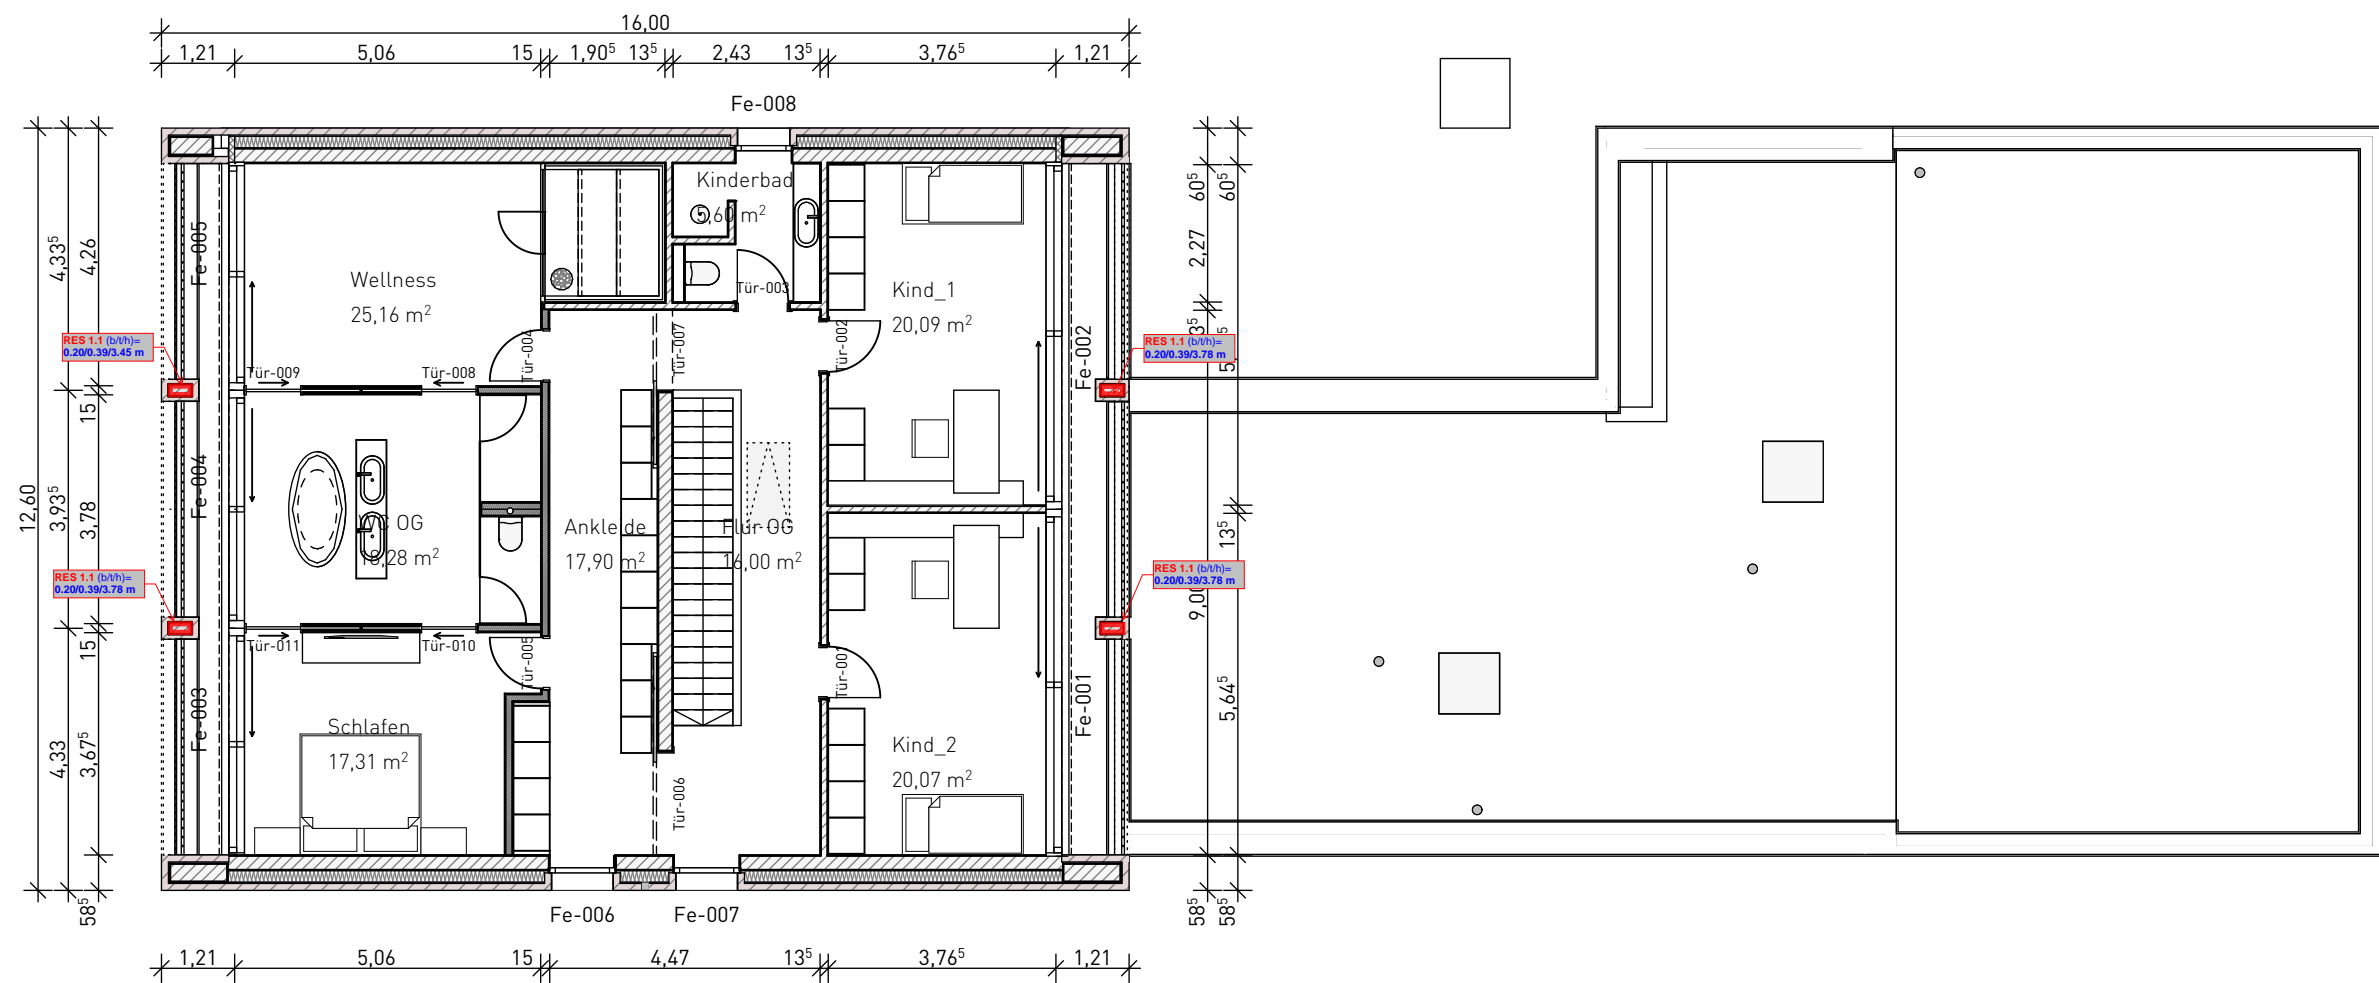 16,00
1,21 5,06 15 1,90⁵ 13⁵ 2,43 13⁵ 3,76⁵ 1,21
Fe-008
12,60
4,33⁵
3,93⁵
4,33
4,26
15
3,78
15
3,67⁵
58⁵
Fe-005
Fe-004
Fe-003
Wellness
25,16 m²
Kinderbad
5,60 m²
Tür-003
Kind_1
20,09 m²
RES 1.1 (b/t/h)=
0.20/0.39/3.45 m
Tür-009
Tür-008
Tür-004
Tür-007
Tür-002
Fe-002
RES 1.1 (b/t/h)=
0.20/0.39/3.78 m
60⁵
60⁵
2,27
WC OG
18,28 m²
Ankleide
17,90 m²
Flur OG
16,00 m²
13⁵
9,00
RES 1.1 (b/t/h)=
0.20/0.39/3.78 m
RES 1.1 (b/t/h)=
0.20/0.39/3.78 m
Tür-011
Tür-010
Tür-005
Tür-001
Fe-001
5,64⁵
Schlafen
17,31 m²
Kind_2
20,07 m²
Tür-006
58⁵
58⁵
Fe-006
Fe-007
1,21 5,06 15 4,47 13⁵ 3,76⁵ 1,21